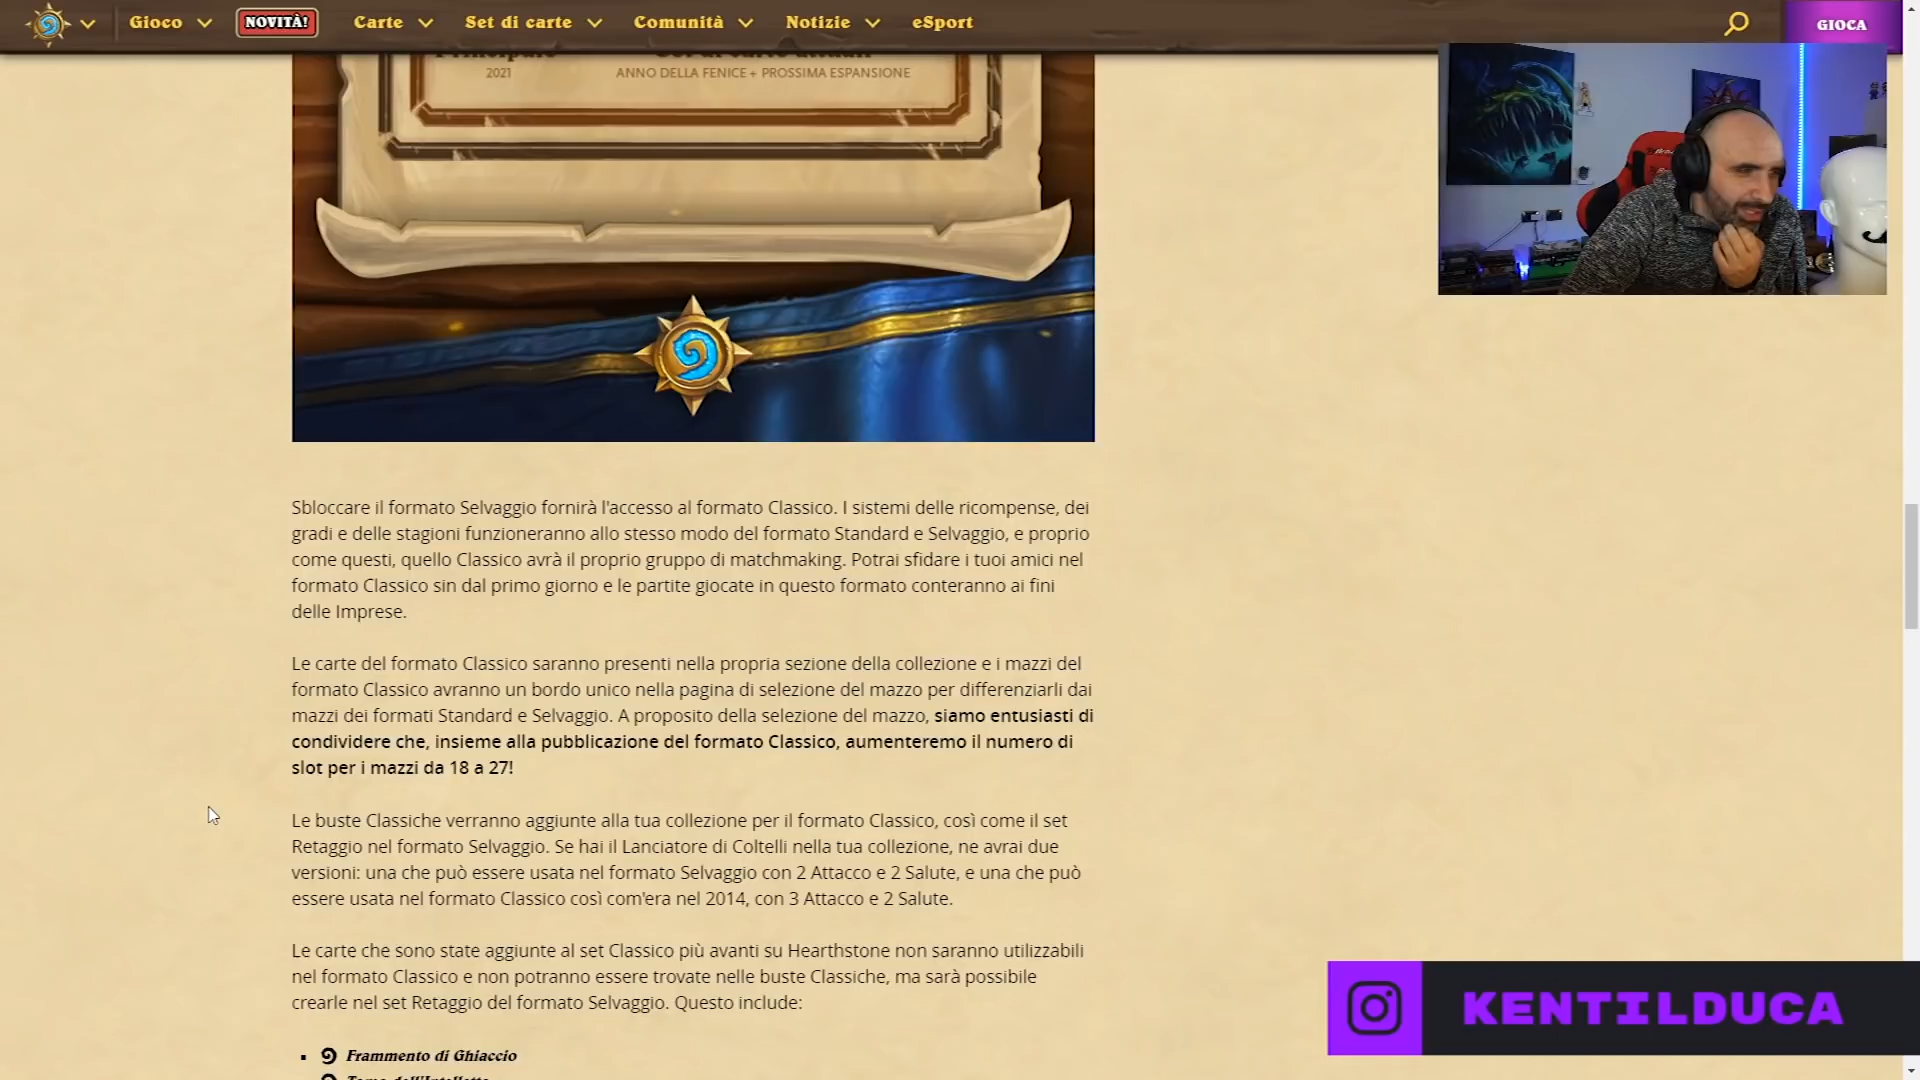 Gioco
NOVITÀ!
Carte
Set di carte
Comunità
Notizie
eSport
GIOCA
2021
ANNO DELLA FENICE + PROSSIMA ESPANSIONE
Sbloccare il formato Selvaggio fornirà l'accesso al formato Classico. I sistemi delle ricompense, dei
gradi e delle stagioni funzioneranno allo stesso modo del formato Standard e Selvaggio, e proprio
come questi, quello Classico avrà il proprio gruppo di matchmaking. Potrai sfidare i tuoi amici nel
formato Classico sin dal primo giorno e le partite giocate in questo formato conteranno ai fini
delle Imprese.
Le carte del formato Classico saranno presenti nella propria sezione della collezione e i mazzi del
formato Classico avranno un bordo unico nella pagina di selezione del mazzo per differenziarli dai
mazzi dei formati Standard e Selvaggio. A proposito della selezione del mazzo, siamo entusiasti di
condividere che, insieme alla pubblicazione del formato Classico, aumenteremo il numero di
slot per i mazzi da 18 a 27!
Le buste Classiche verranno aggiunte alla tua collezione per il formato Classico, così come il set
Retaggio nel formato Selvaggio. Se hai il Lanciatore di Coltelli nella tua collezione, ne avrai due
versioni: una che può essere usata nel formato Selvaggio con 2 Attacco e 2 Salute, e una che può
essere usata nel formato Classico così com'era nel 2014, con 3 Attacco e 2 Salute.
Le carte che sono state aggiunte al set Classico più avanti su Hearthstone non saranno utilizzabili
nel formato Classico e non potranno essere trovate nelle buste Classiche, ma sarà possibile
crearle nel set Retaggio del formato Selvaggio. Questo include:
Frammento di Ghiaccio
KENTILDUCA